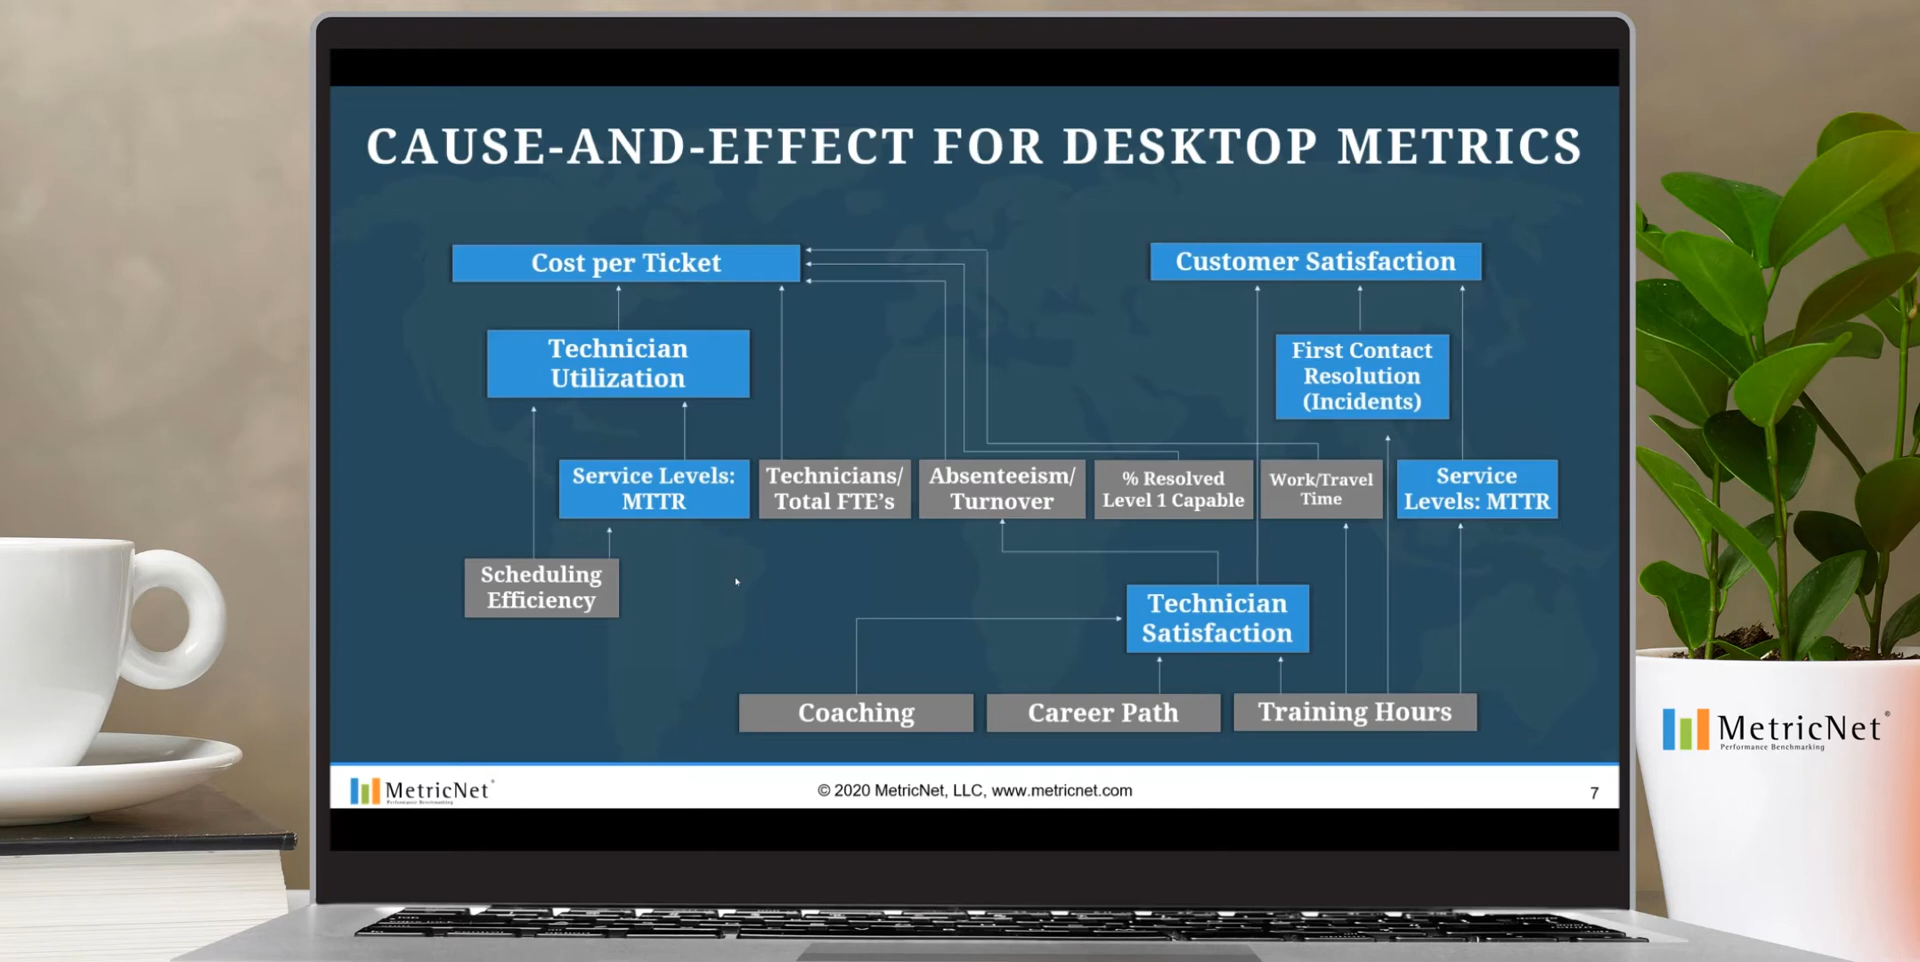 CAUSE-AND-EFFECT FOR DESKTOP METRICS
Cost per Ticket
Customer Satisfaction
Technician
Utilization
First Contact
Resolution
(Incidents)
Service Levels:
MTTR
Technicians/
Total FTE's
Absenteeism/
Turnover
% Resolved
Level 1 Capable
Work/Travel
Time
Service
Levels: MTTR
Scheduling
Efficiency
Technician
Satisfaction
Coaching
Career Path
Training Hours
MetricNet
Performance Benchmarking
© 2020 MetricNet, LLC, www.metricnet.com
7
MetricNet
Performance Benchmarking